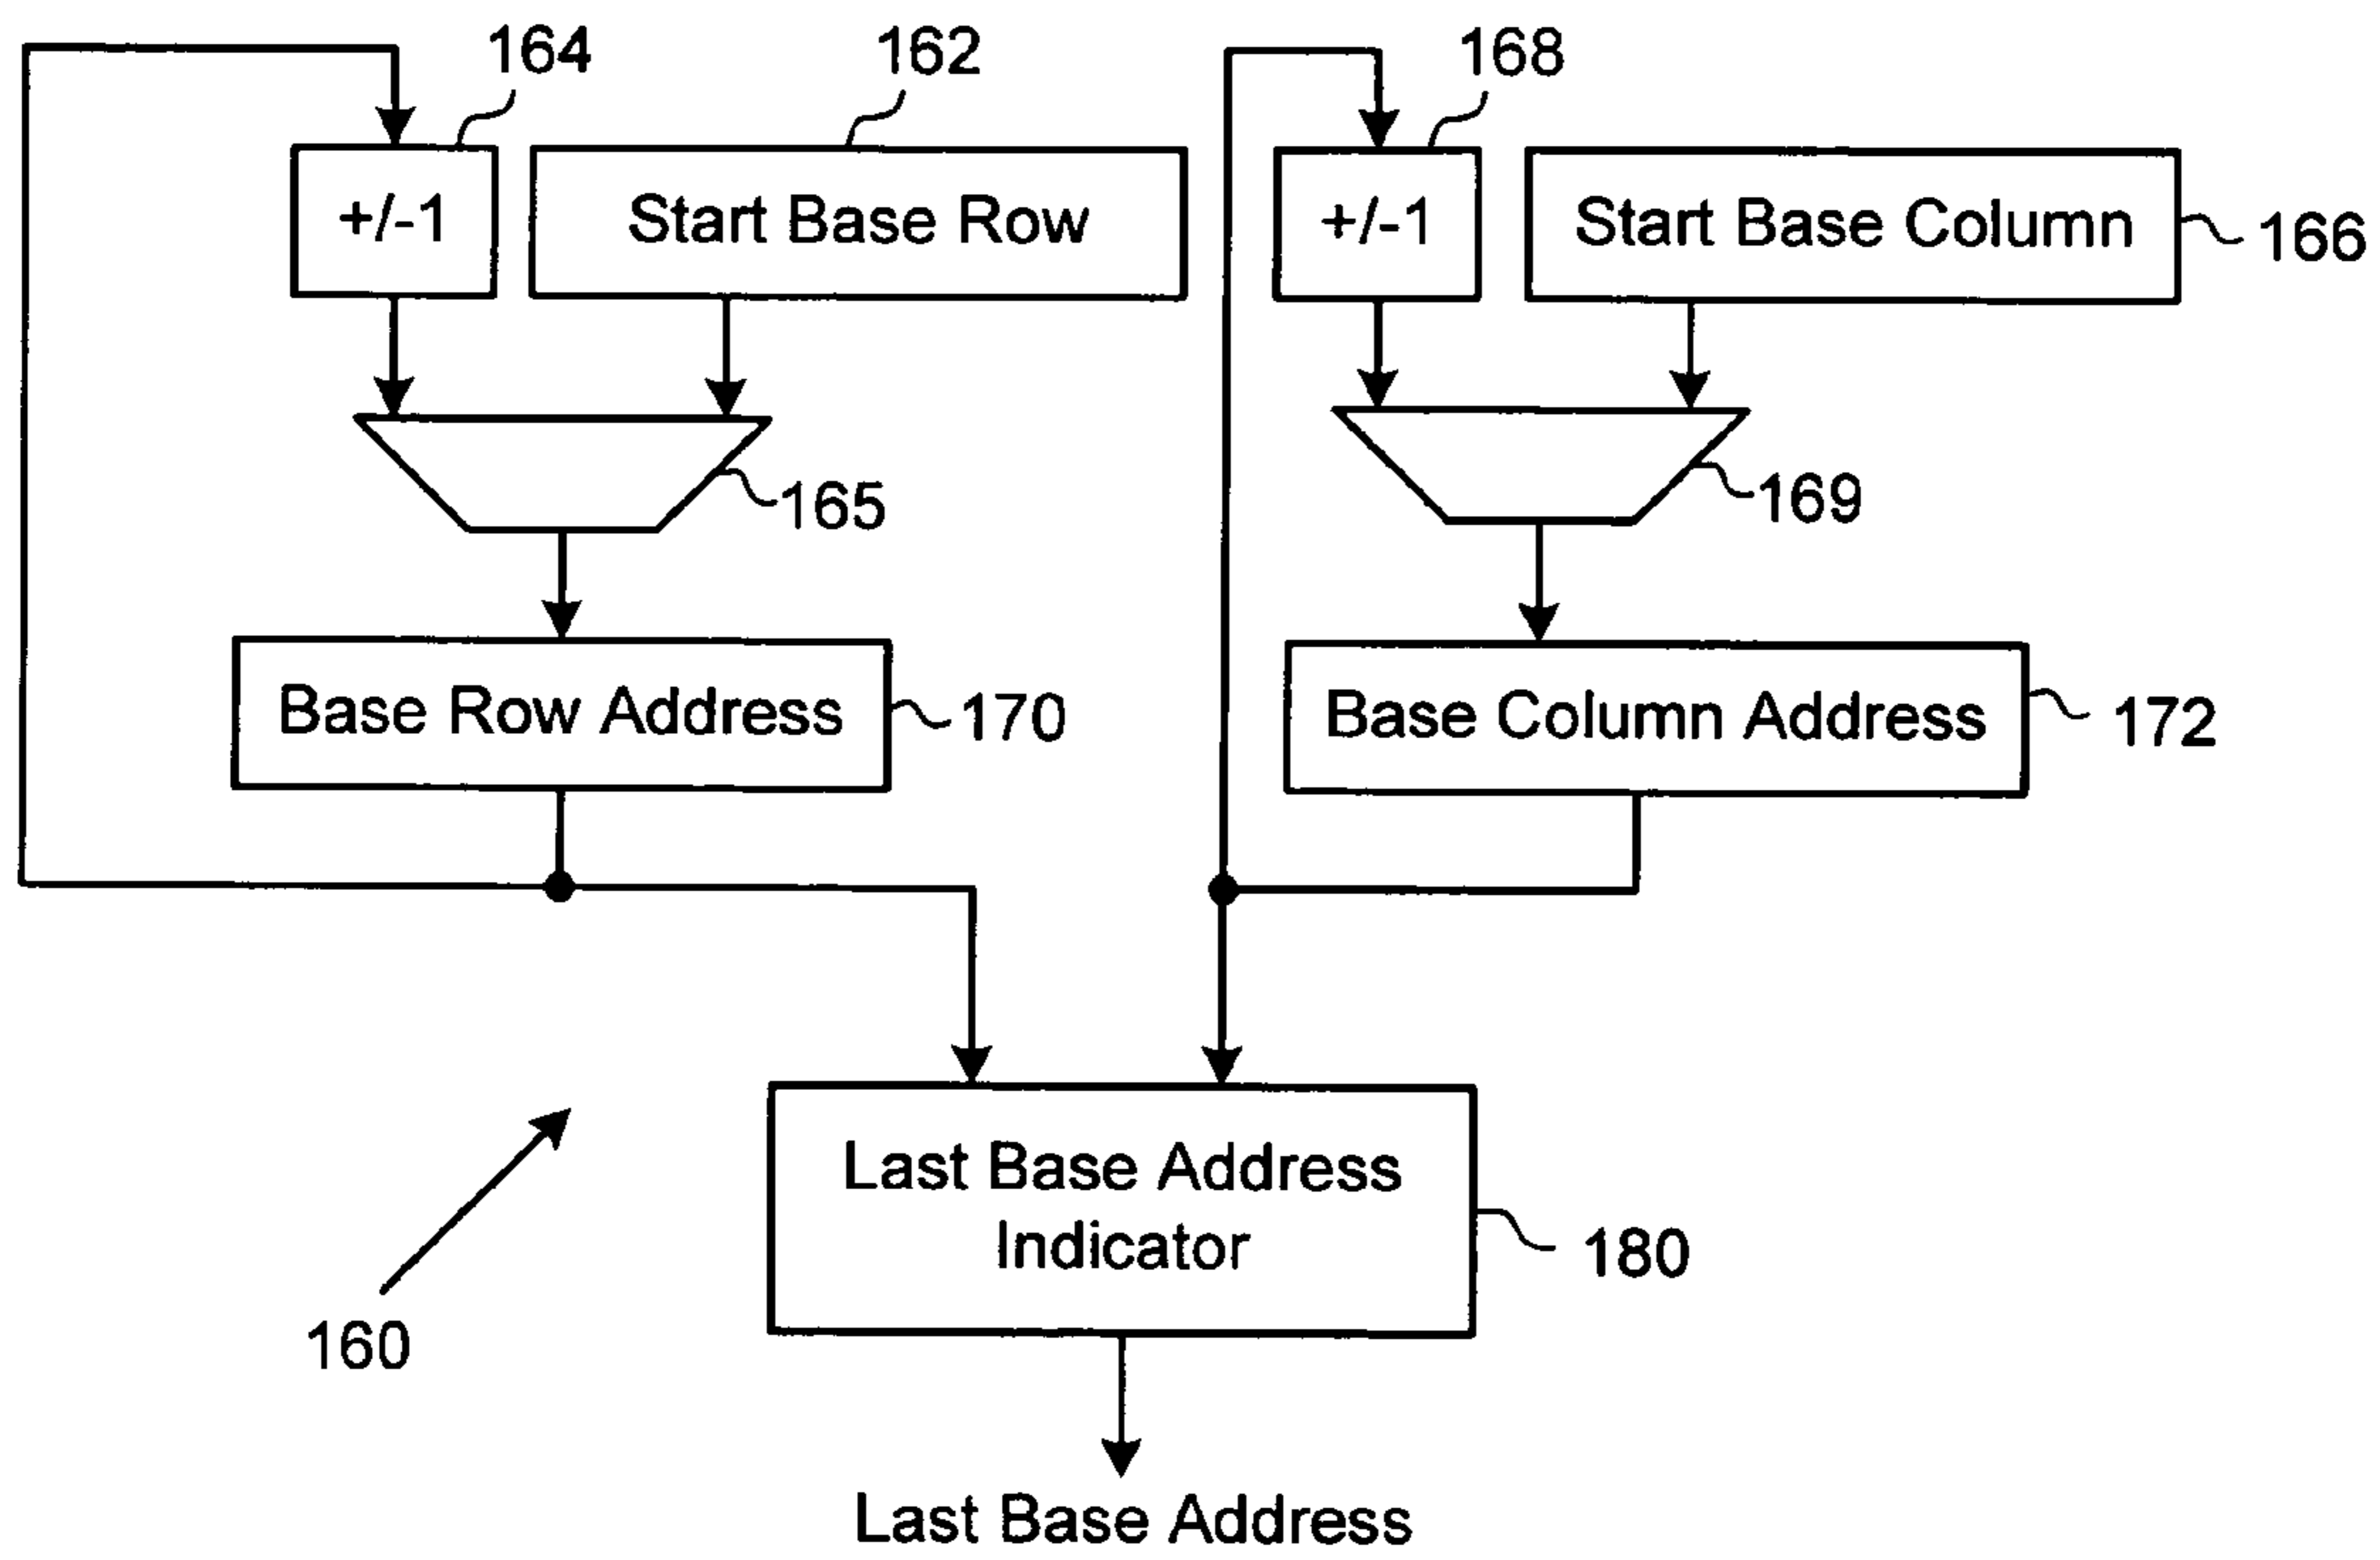 164
162
168
+/-1
Start Base Row
+/-1
Start Base Column
166
165
169
Base Row Address
170
Base Column Address
172
Last Base Address
Indicator
180
160
Last Base Address